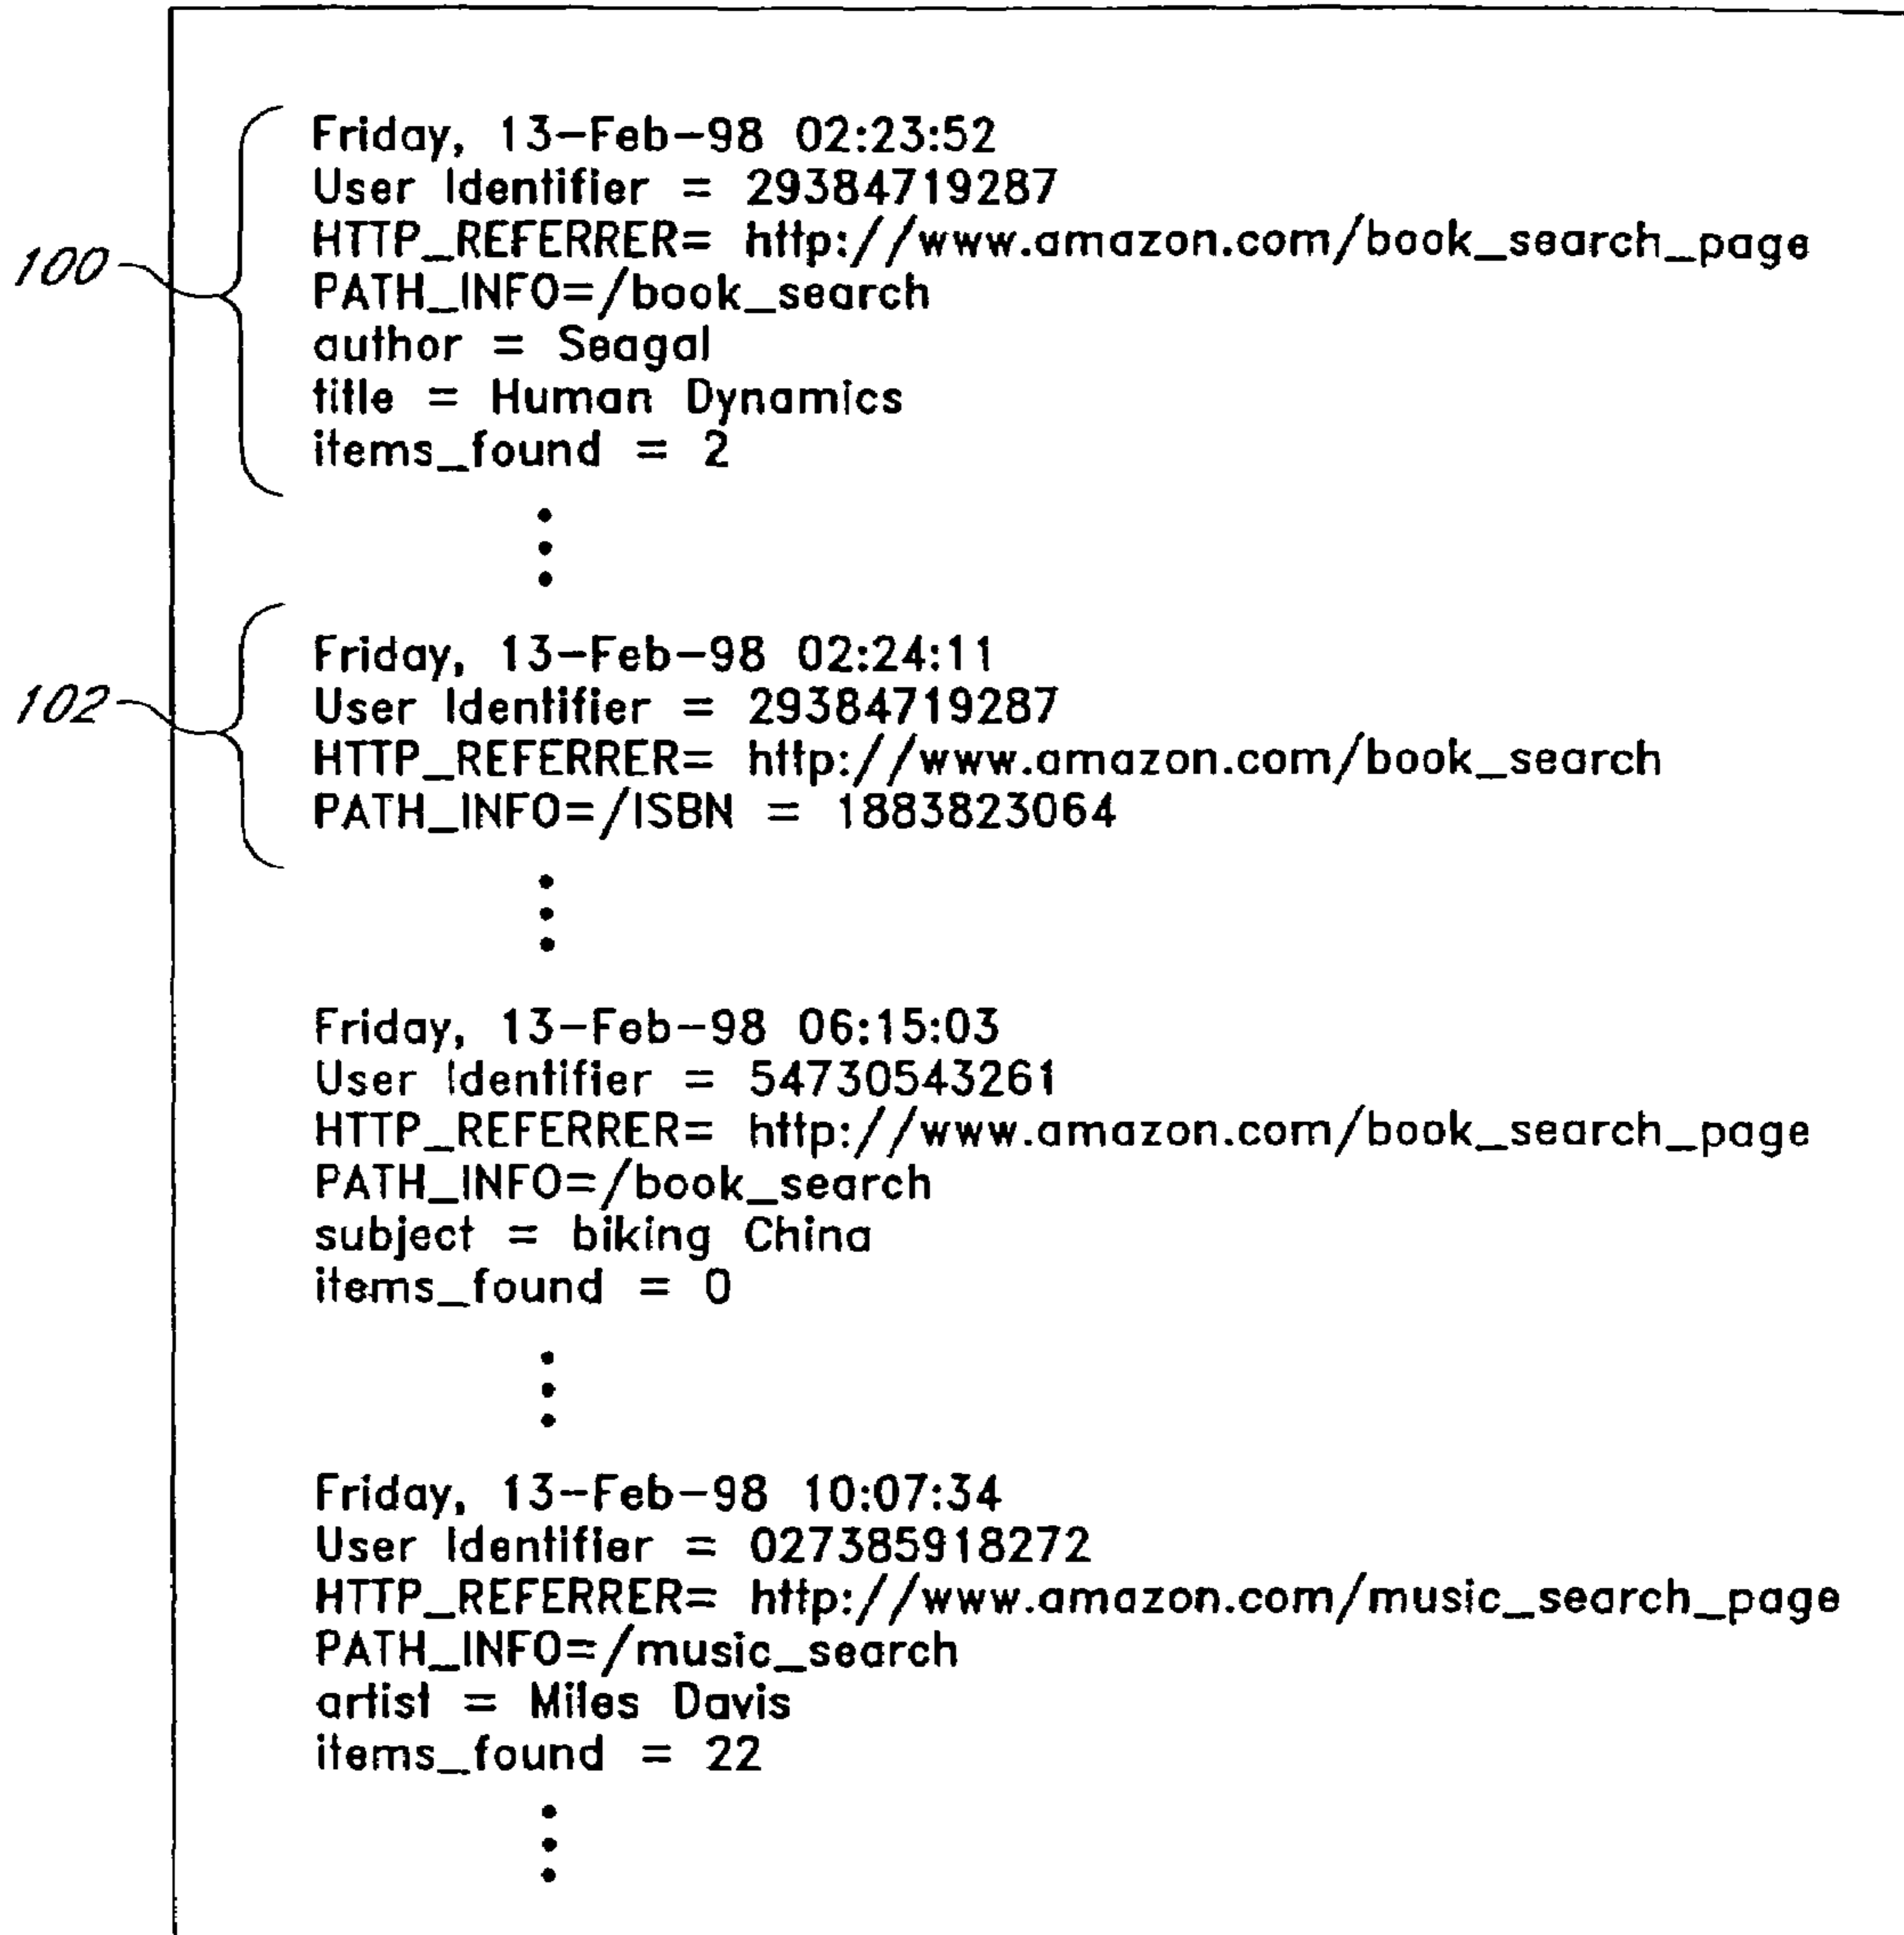 Friday, 13-Feb-98 02:23:52
User Identifier = 29384719287
HTTP_REFERRER= http://www.amazon.com/book_search_page
100
PATH_INFO=/book_search
author = Seagal
title = Human Dynamics
items_found = 2
Friday, 13-Feb-98 02:24:11
102
User Identifier = 29384719287
HTTP_REFERRER= http://www.amazon.com/book_search
PATH_INFO=/ISBN = 1883823064
Friday, 13-Feb-98 06:15:03
User Identifier = 54730543261
HTTP_REFERRER= http://www.amazon.com/book_search_page
PATH_INFO=/book_search
subject = biking China
items_found = 0
Friday, 13-Feb-98 10:07:34
User Identifier = 027385918272
HTTP_REFERRER= http://www.amazon.com/music_search_page
PATH_INFO=/music_search
artist = Miles Davis
items_found = 22